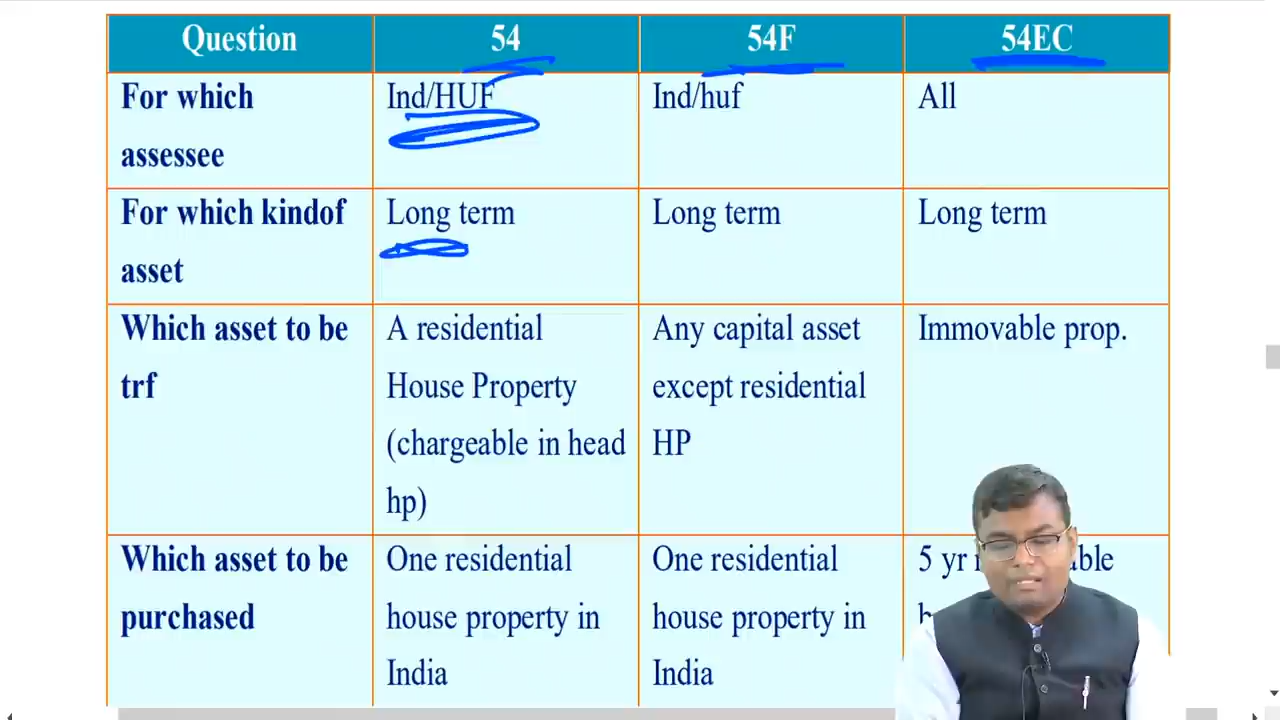 Question 54 54F 54EC
For which Ind/HUF Ind/huf All
assessee
For which kindof Long term Long term Long term
asset
Which asset to be A residential Any capital asset Immovable prop.
trf House Property except residential
(chargeable in head HP
hp)
Which asset to be One residential One residential 5 yr
purchased house property in house property in
India India